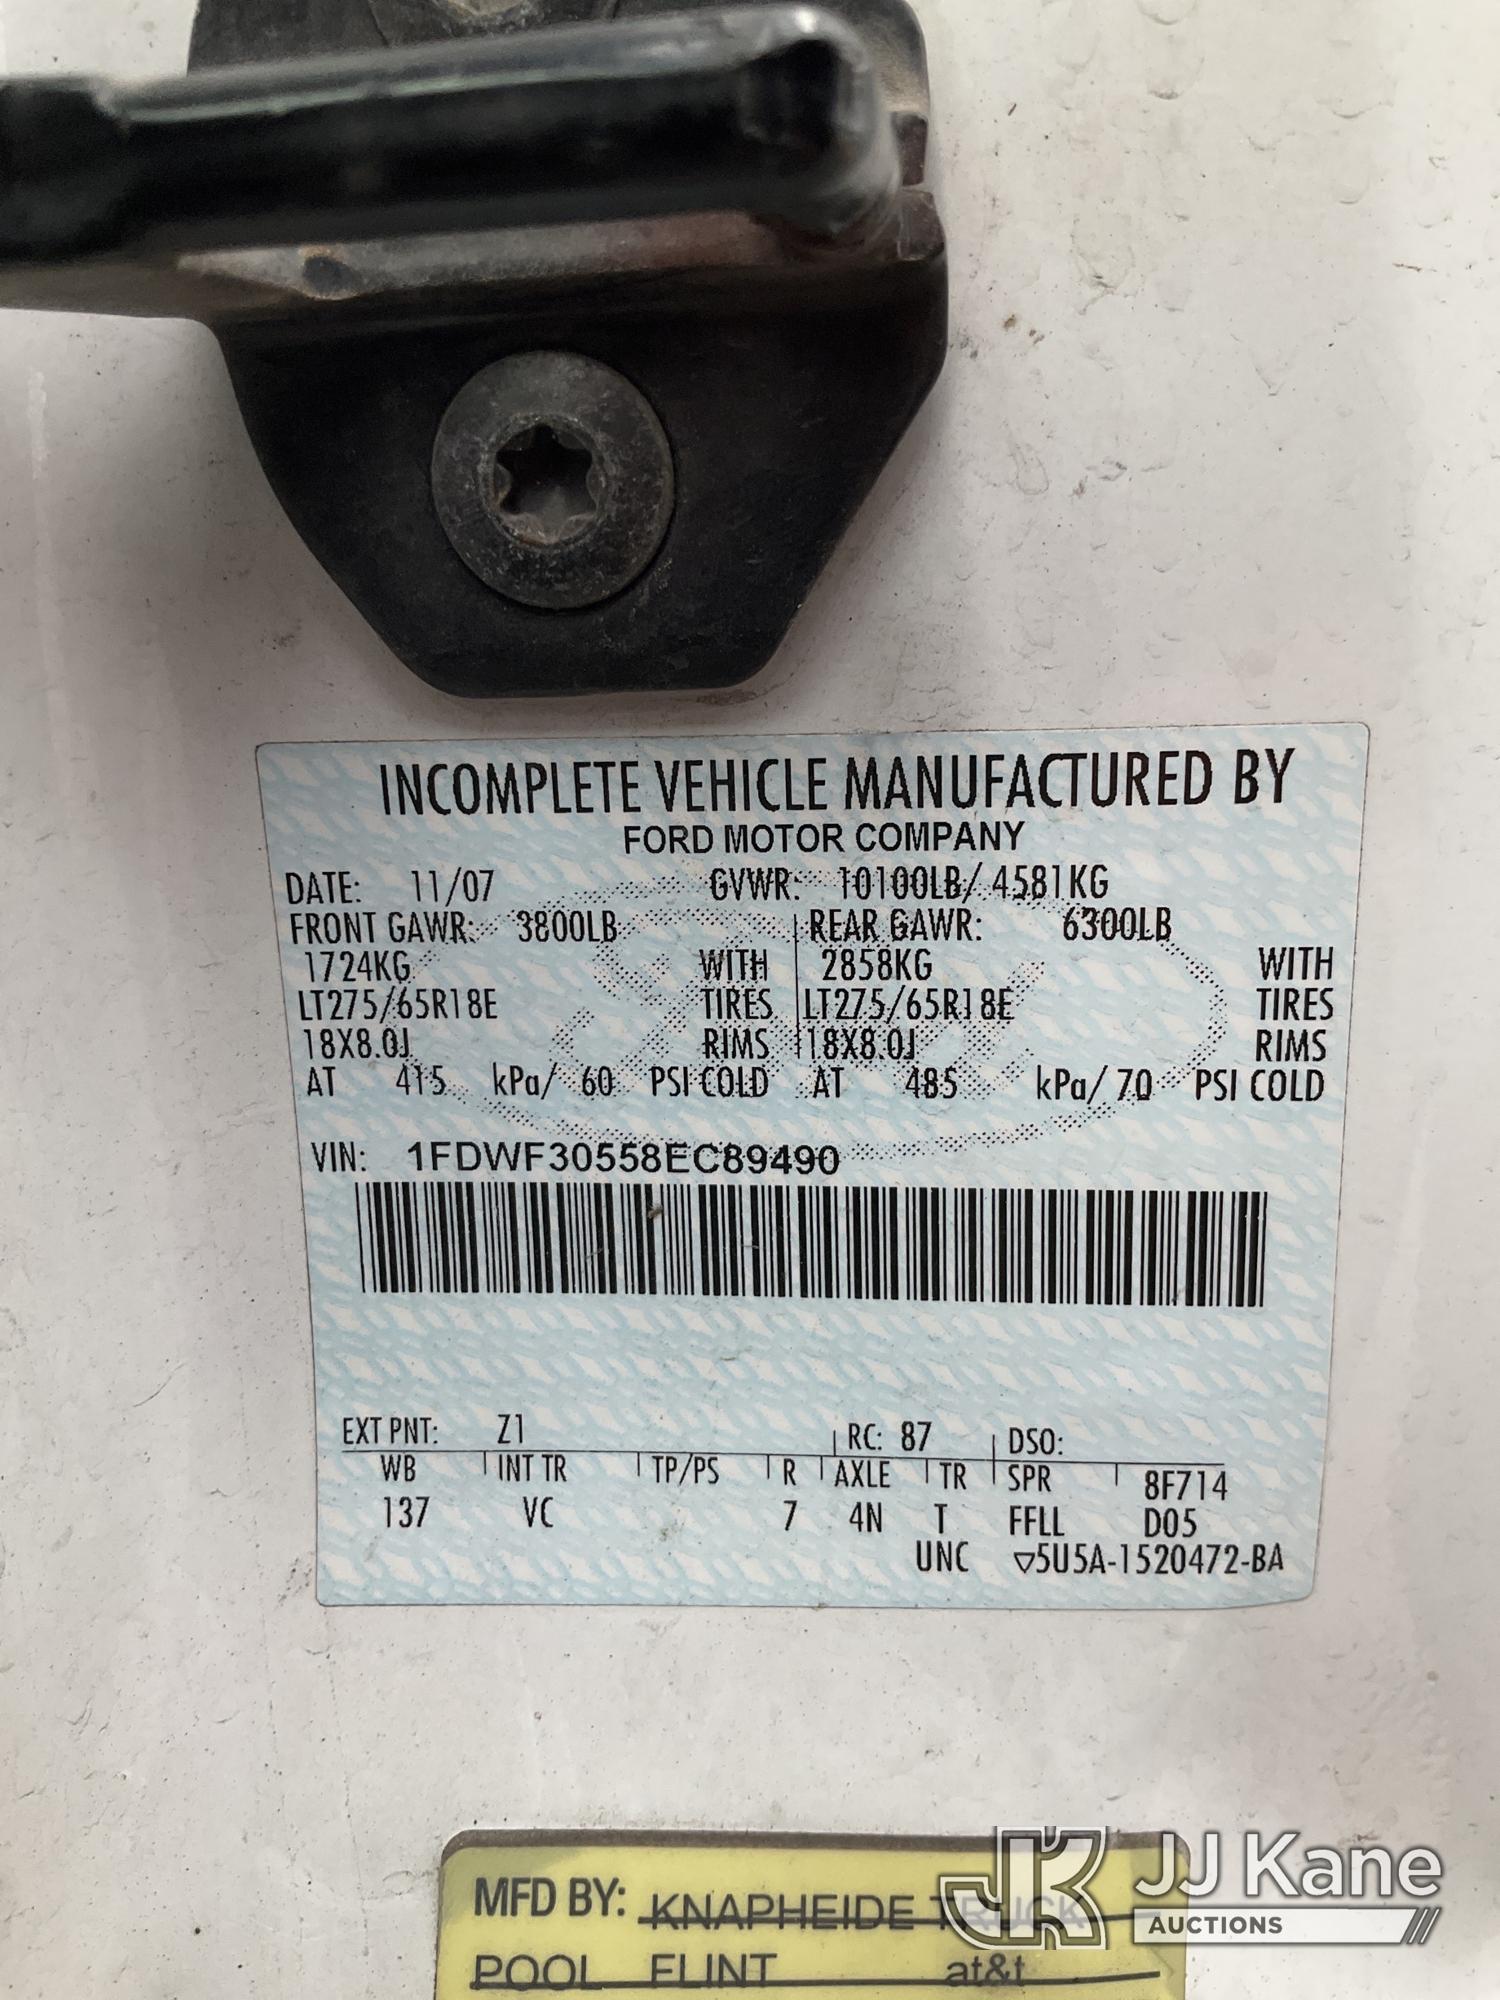 INCOMPLETE VEHICLE MANUFACTURED BY
FORD MOTOR COMPANY
DATE: 11/07 GVWR: 10100LB/ 4581KG
FRONT GAWR: 3800LB REAR GAWR: 6300LB
1724KG WITH 2858KG WITH
LT275/65R18E TIRES LT275/65R18E TIRES
18X8.0J RIMS 18X8.0J RIMS
AT 415 kPa/ 60 PSI COLD AT 485 kPa/ 70 PSI COLD
VIN: 1FDWF30558EC89490
EXT PNT: Z1 RC: 87 DSO:
WB INT TR TP/PS R AXLE TR SPR 8F714
137 VC 7 4N T FFLL D05
UNC ▽5U5A-1520472-BA
MFD BY: KNAPHEIDE TRUCK
POOL FLINT at&t
JK JJ Kane
AUCTIONS